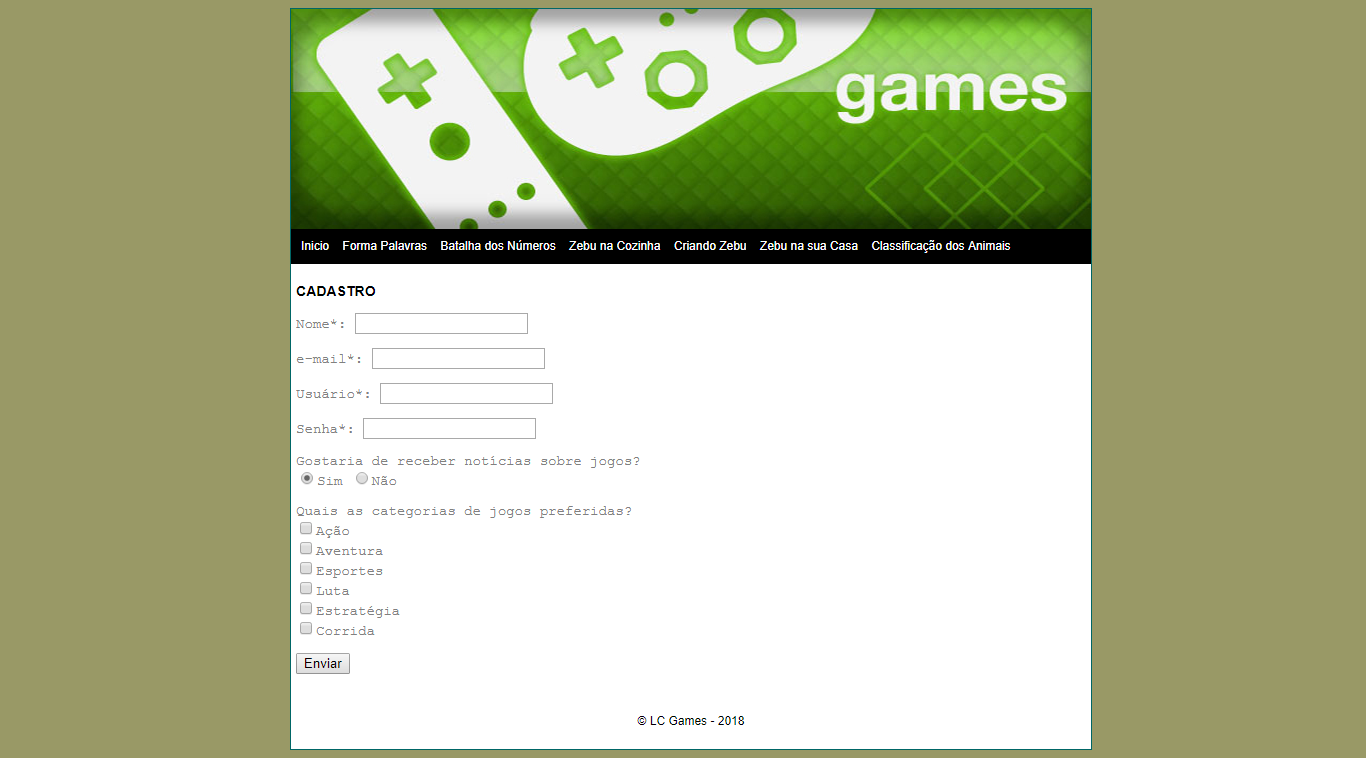 games
Inicio Forma Palavras Batalha dos Números Zebu na Cozinha Criando Zebu Zebu na sua Casa Classificação dos Animais
CADASTRO
Nome*:
e-mail*:
Usuário*:
Senha*:
Gostaria de receber notícias sobre jogos?
Sim Não
Quais as categorias de jogos preferidas?
Ação
Aventura
Esportes
Luta
Estratégia
Corrida
Enviar
© LC Games - 2018